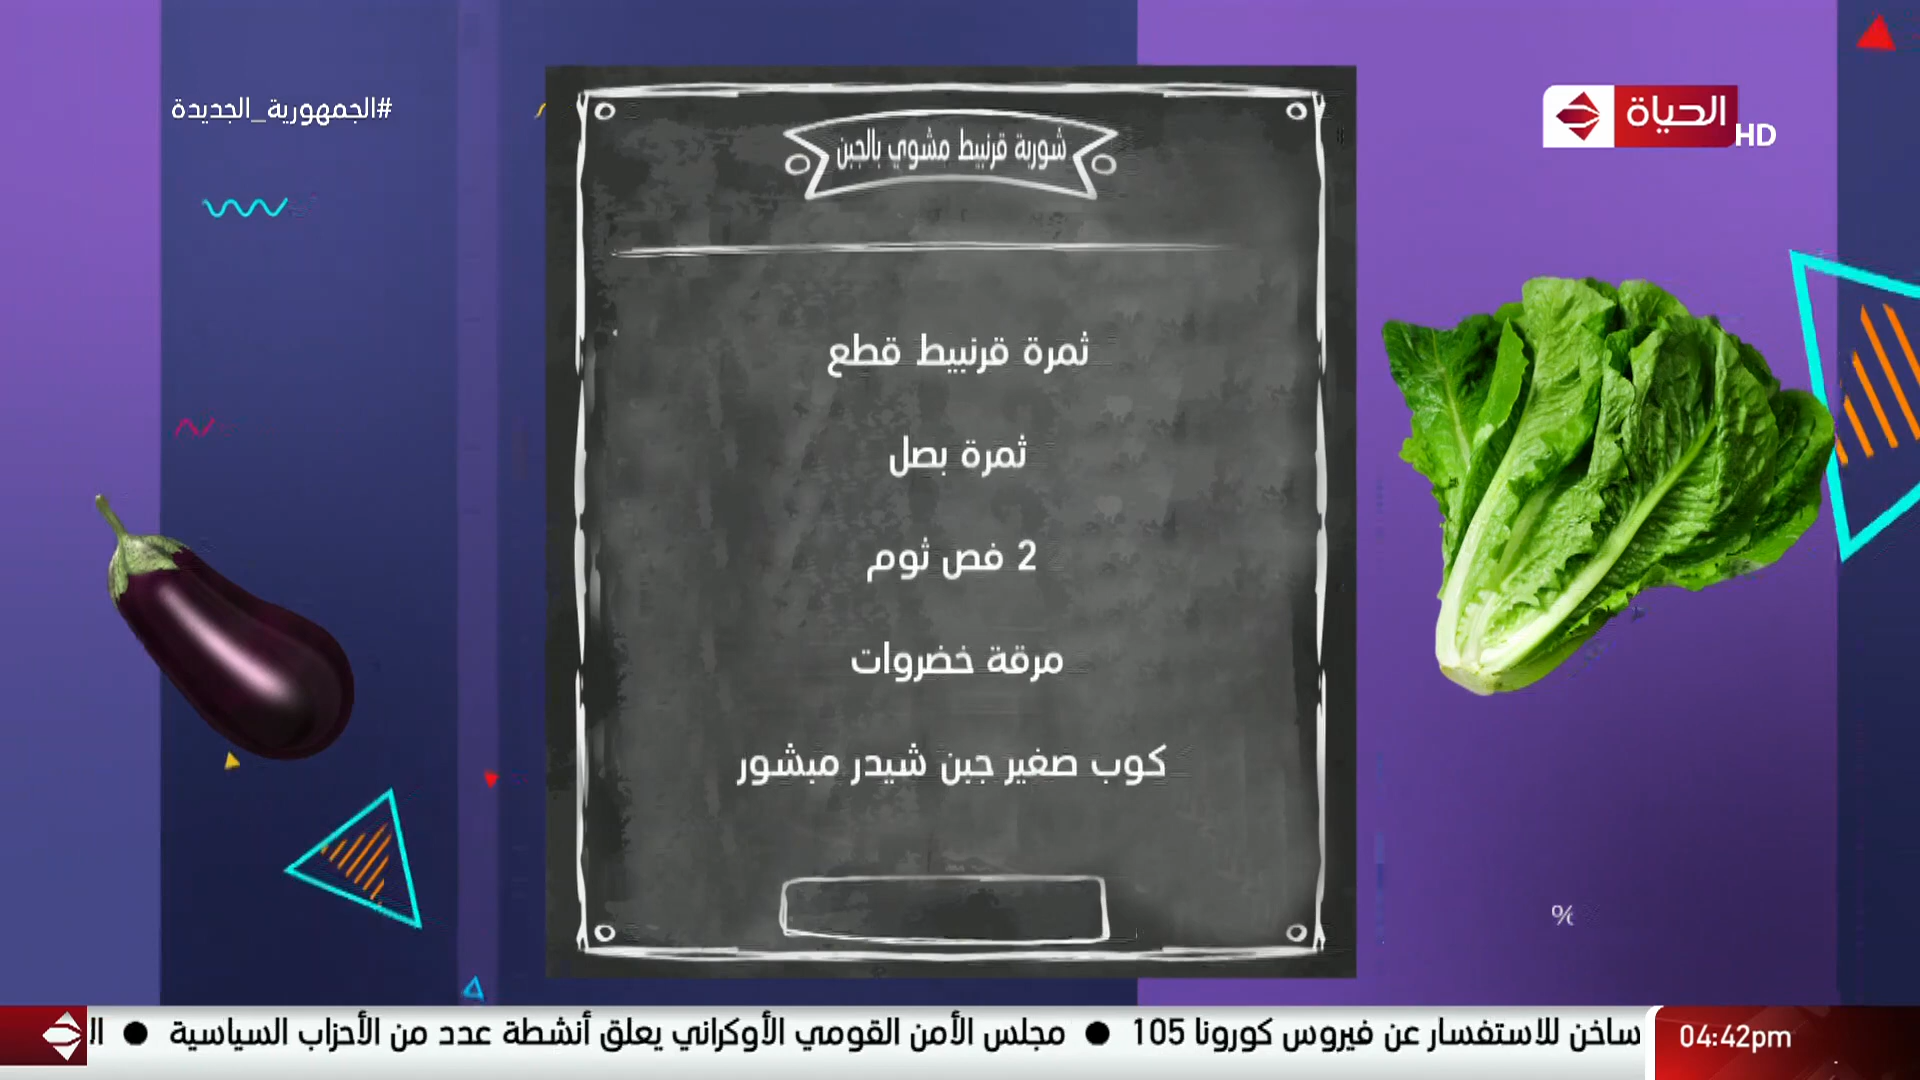 #الجمهورية_الجديدة
الحياة
HD
شوربة قرنبيط مشوي بالجبن
ثمرة قرنبيط قطع
ثمرة بصل
2 فص ثوم
مرقة خضروات
كوب صغير جبن شيدر مبشور
%
ساخن للاستفسار عن فيروس كورونا 105 ● مجلس الأمن القومي الأوكراني يعلق أنشطة عدد من الأحزاب السياسية ●
04:42pm